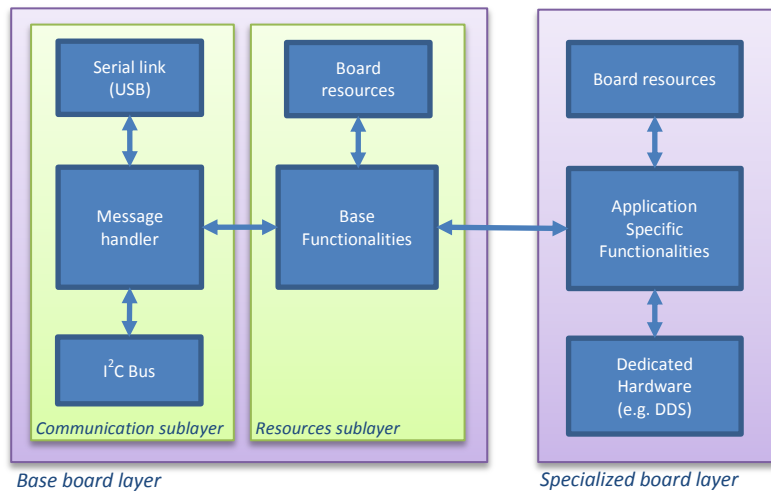 Serial link
(USB)
Message
handler
I²C Bus
Communication sublayer
Board
resources
Base
Functionalities
Resources sublayer
Base board layer
Board resources
Application
Specific
Functionalities
Dedicated
Hardware
(e.g. DDS)
Specialized board layer